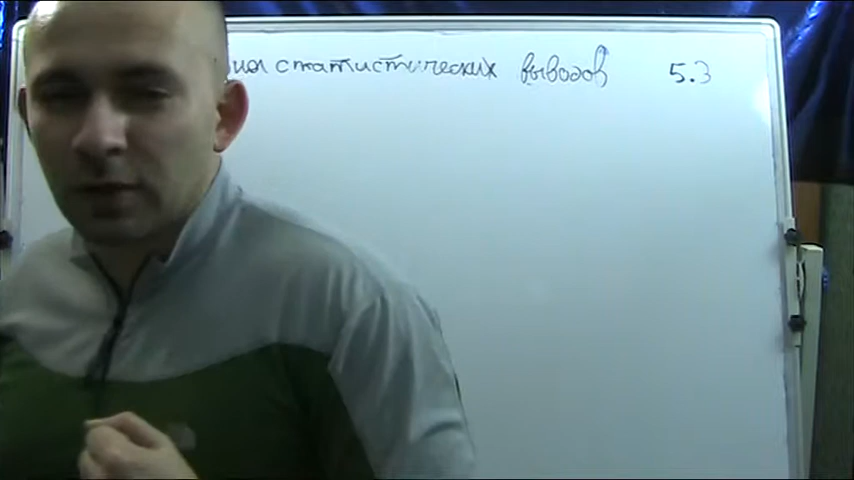 статистических выводов 5.3